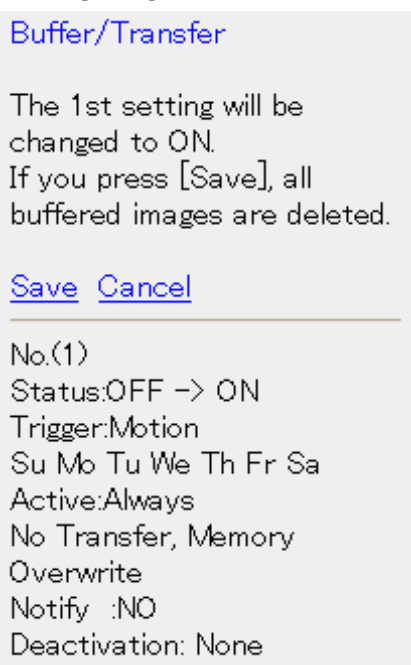 Buffer/Transfer
The 1st setting will be
changed to ON.
If you press [Save], all
buffered images are deleted.
Save Cancel
No.(1)
Status:OFF -> ON
Trigger:Motion
Su Mo Tu We Th Fr Sa
Active:Always
No Transfer, Memory
Overwrite
Notify :NO
Deactivation: None